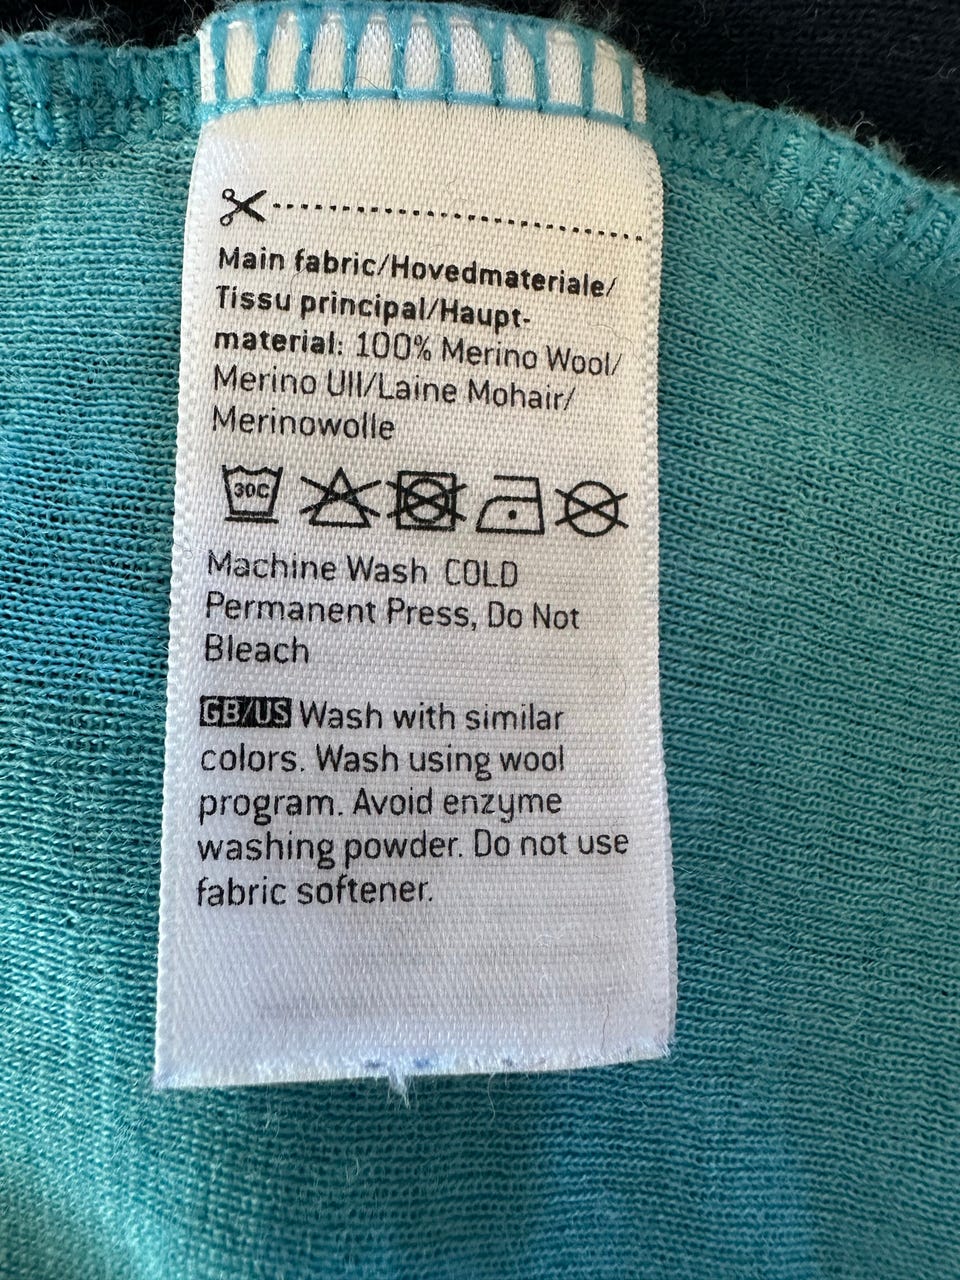 Main fabric/Hovedmateriale/
Tissu principal/Haupt-
material: 100% Merino Wool/
Merino Ull/Laine Mohair/
Merinowolle
30C
Machine Wash COLD
Permanent Press, Do Not
Bleach
GB/US Wash with similar
colors. Wash using wool
program. Avoid enzyme
washing powder. Do not use
fabric softener.